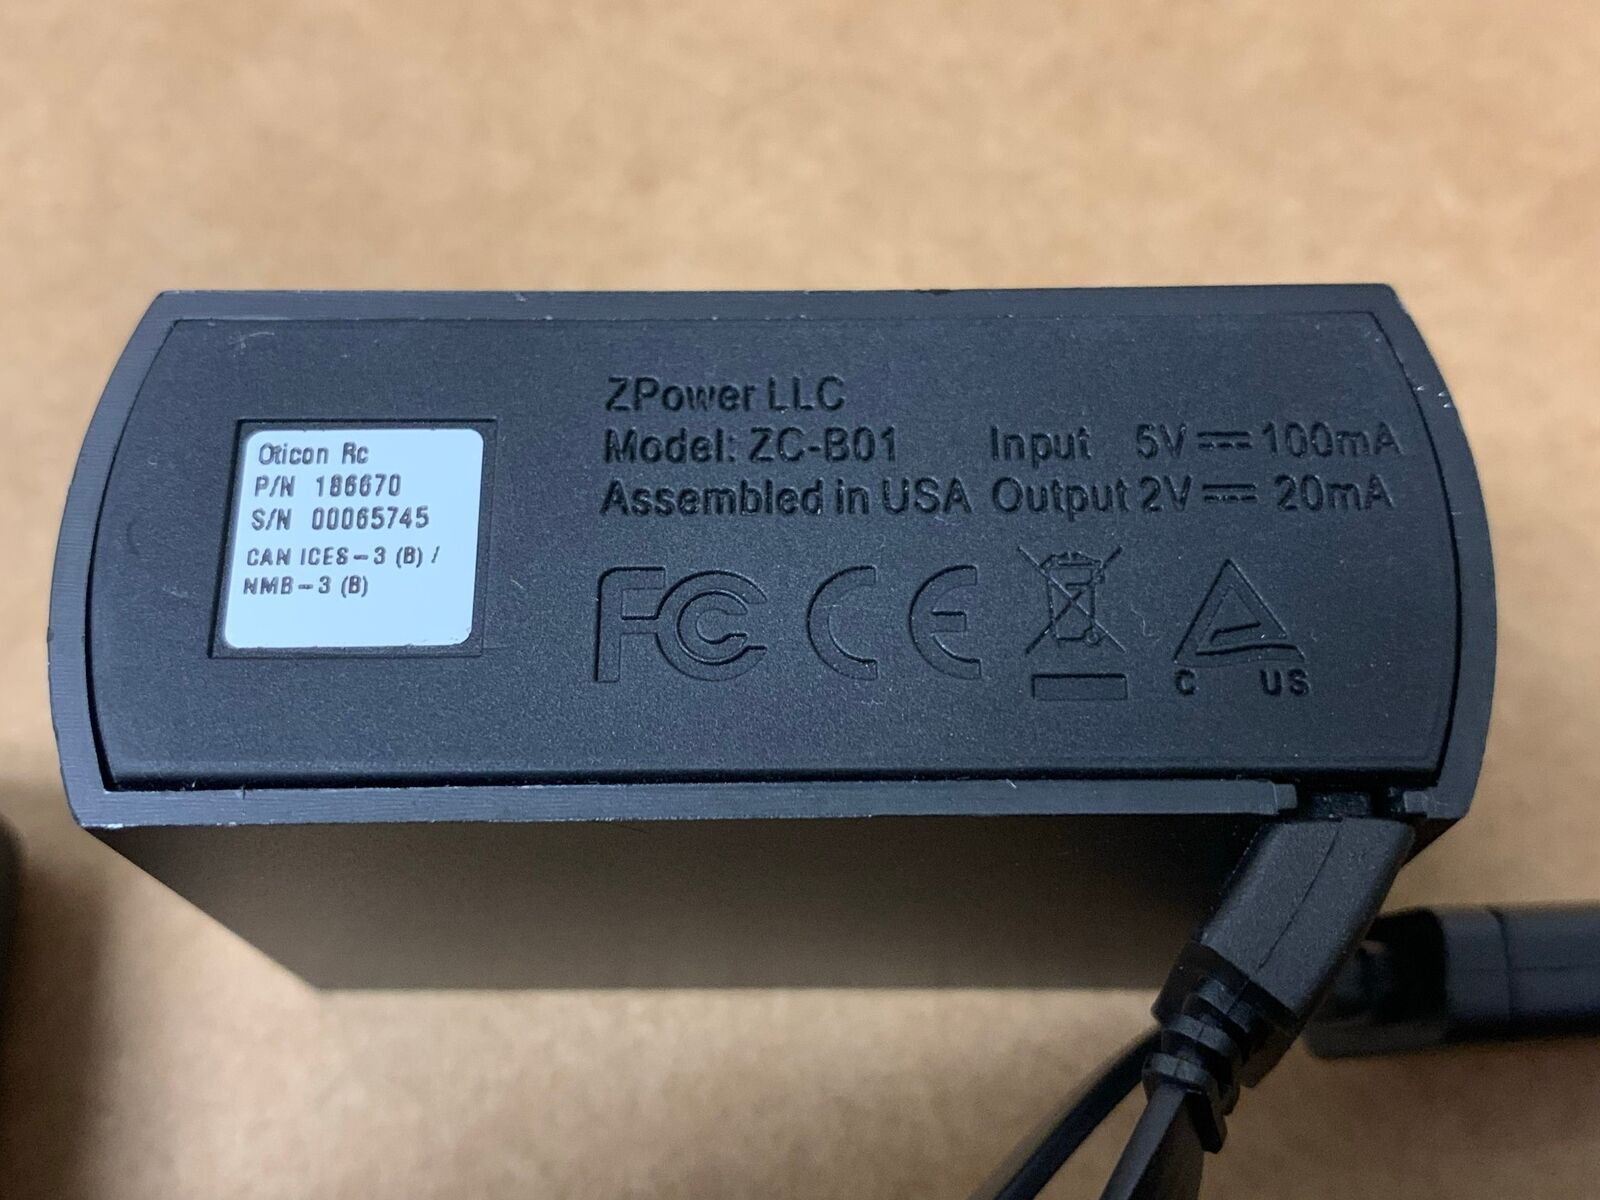 Oticon Rc
P/N 186670
S/N 00065745
CAN ICES-3 (B) /
NMB-3 (B)
ZPower LLC
Model: ZC-B01 Input 5V ⎓ 100mA
Assembled in USA Output 2V ⎓ 20mA
FC CE
C US